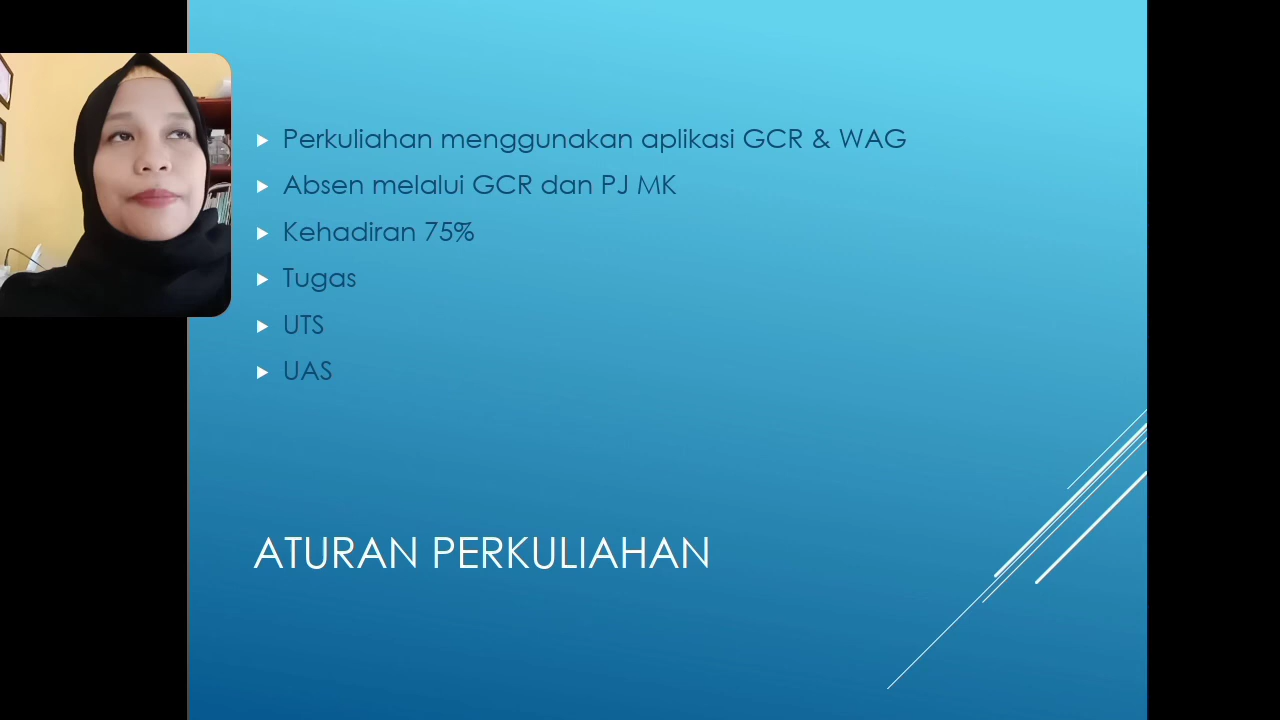 Perkuliahan menggunakan aplikasi GCR & WAG
Absen melalui GCR dan PJ MK
Kehadiran 75%
Tugas
UTS
UAS
ATURAN PERKULIAHAN